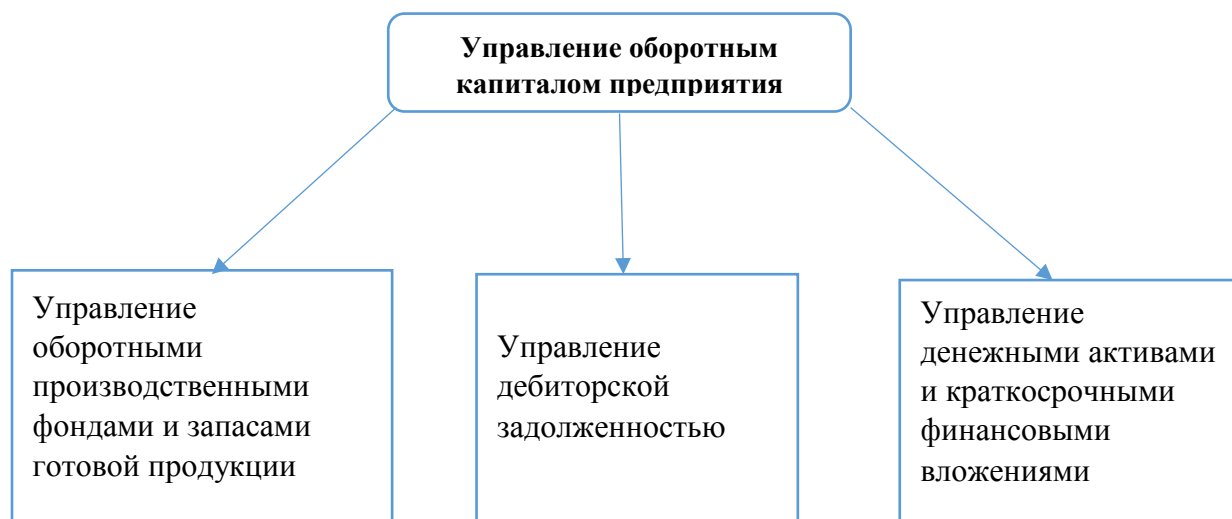 Управление оборотным
капиталом предприятия
Управление
оборотными
производственными
фондами и запасами
готовой продукции
Управление
дебиторской
задолженностью
Управление
денежными активами
и краткосрочными
финансовыми
вложениями